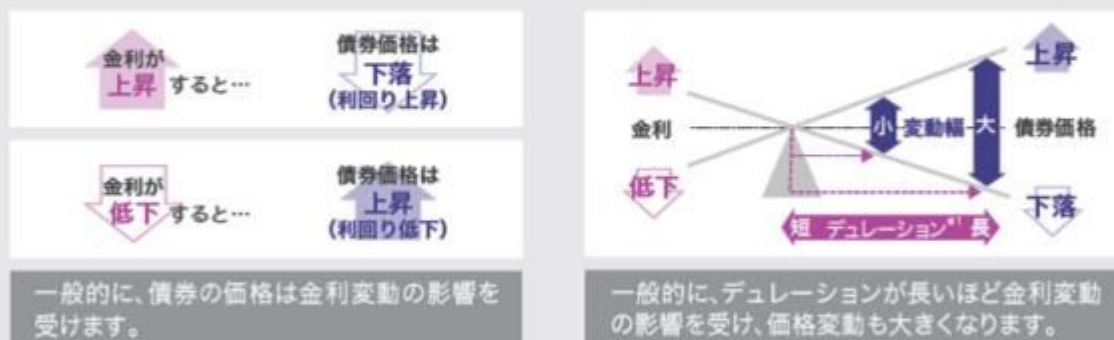 金利が
上昇 すると…
債券価格は
下落
(利回り上昇)
金利が
低下 すると…
債券価格は
上昇
(利回り低下)
一般的に、債券の価格は金利変動の影響を
受けます。
上昇
上昇
金利
小 変動幅 大
債券価格
低下
下落
短 デュレーション*1 長
一般的に、デュレーションが長いほど金利変動
の影響を受け、価格変動も大きくなります。